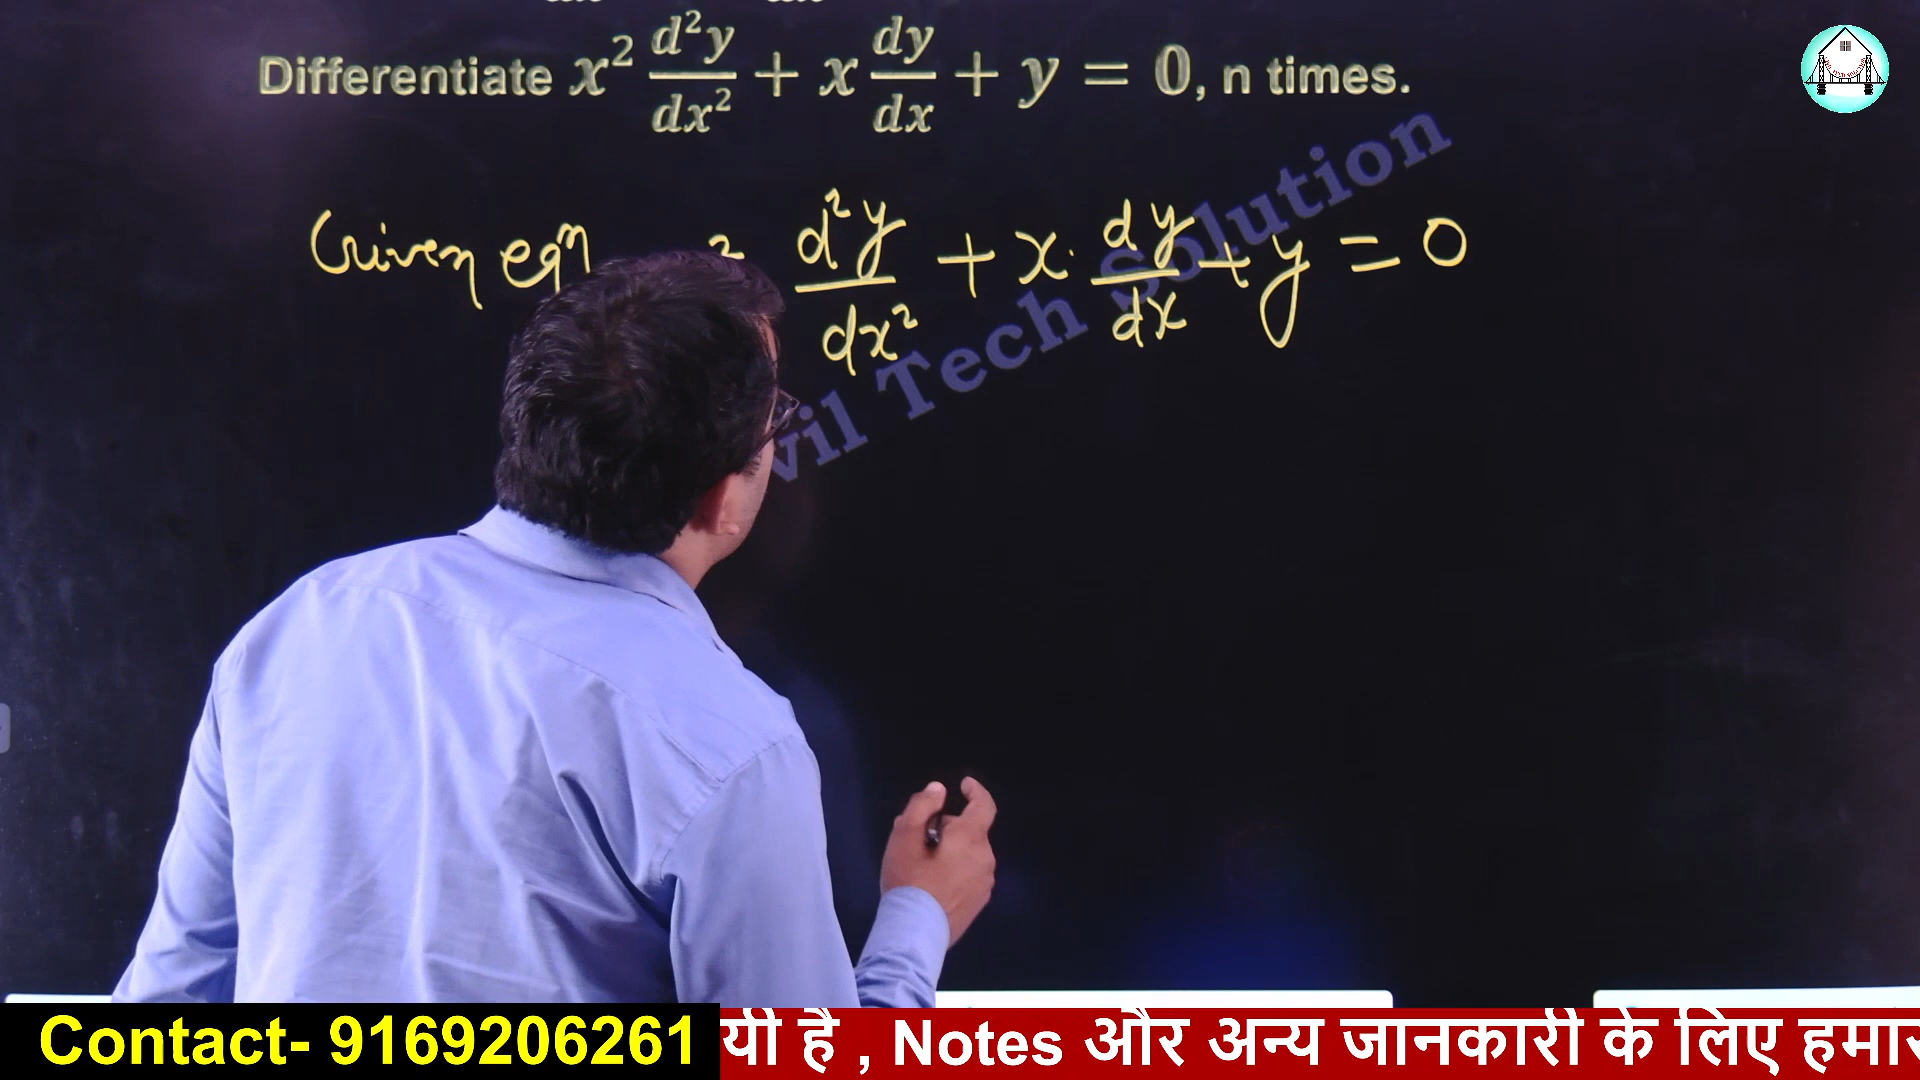 Differentiate x² d²y/dx² + x dy/dx + y = 0, n times.
Given eqn 2 d²y/dx² + x· dy/dx + y = 0
vil Tech Solution
Contact- 9169206261 यी है , Notes और अन्य जानकारी के लिए हमार